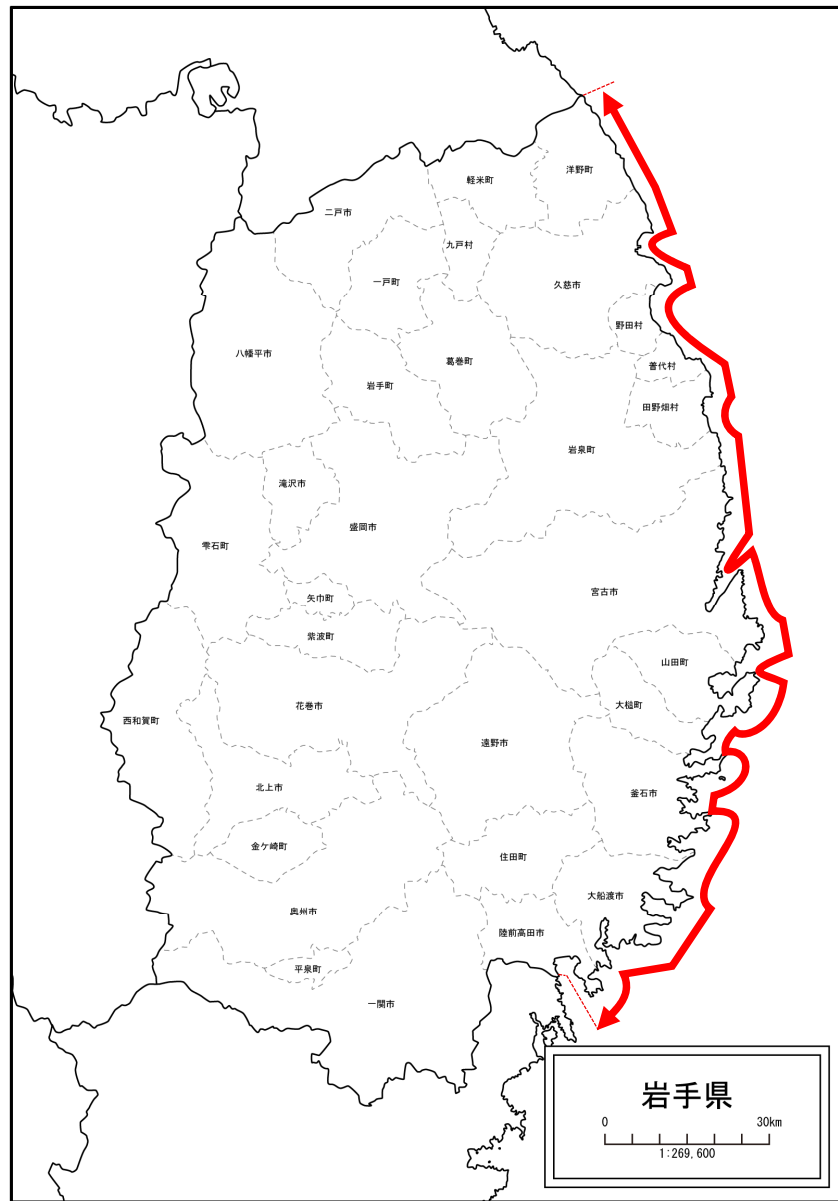 軽米町
洋野町
二戸市
九戸村
一戸町
久慈市
野田村
八幡平市
葛巻町
普代村
岩手町
田野畑村
岩泉町
滝沢市
盛岡市
雫石町
宮古市
矢巾町
紫波町
山田町
大槌町
花巻市
西和賀町
遠野市
北上市
釜石市
金ケ崎町
住田町
大船渡市
奥州市
陸前高田市
平泉町
一関市
岩手県
0 30km
1:269,600